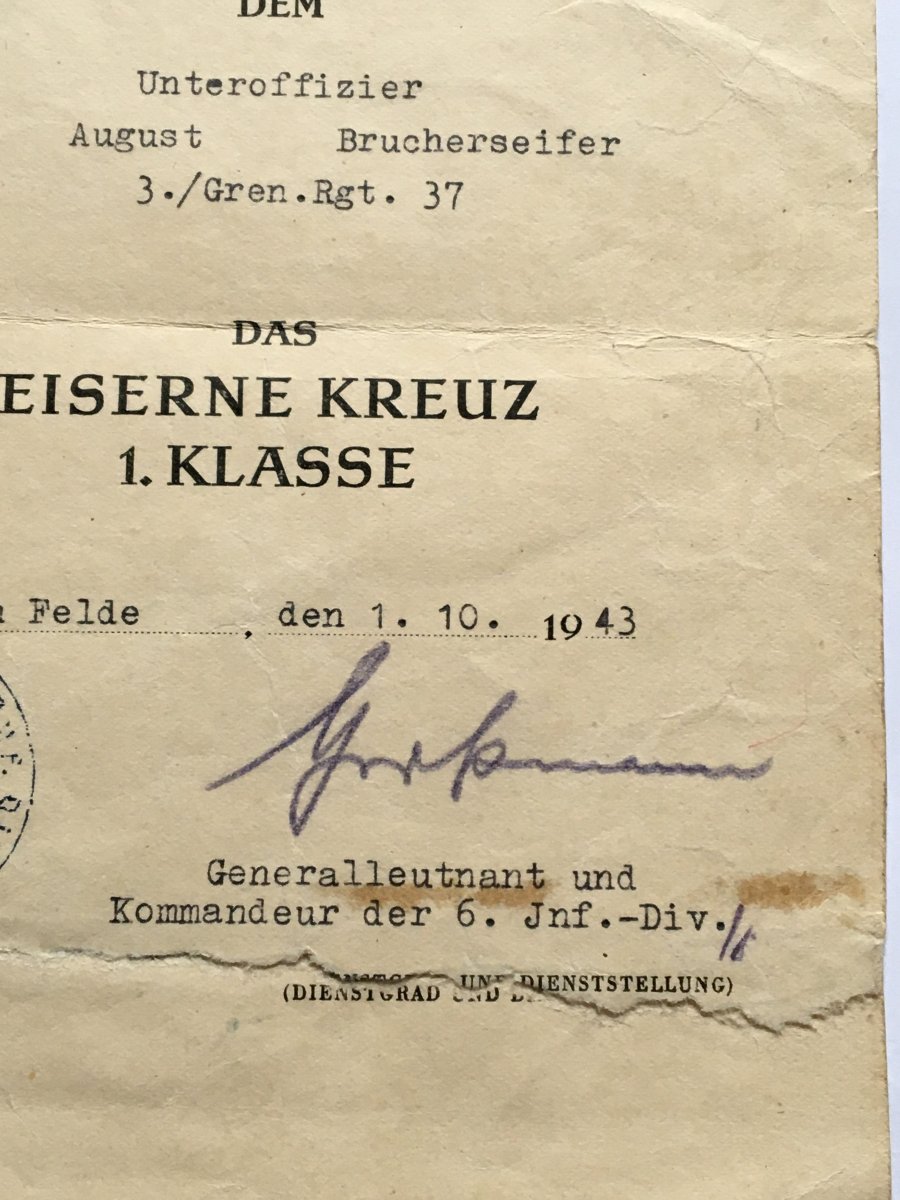 DEM
Unteroffizier
August Brucherseifer
3./Gren.Rgt. 37
DAS
EISERNE KREUZ
1. KLASSE
Felde, den 1. 10. 1943
Großmann
Generalleutnant und
Kommandeur der 6. Jnf.-Div.
(DIENSTGRAD UND DIENSTSTELLUNG)